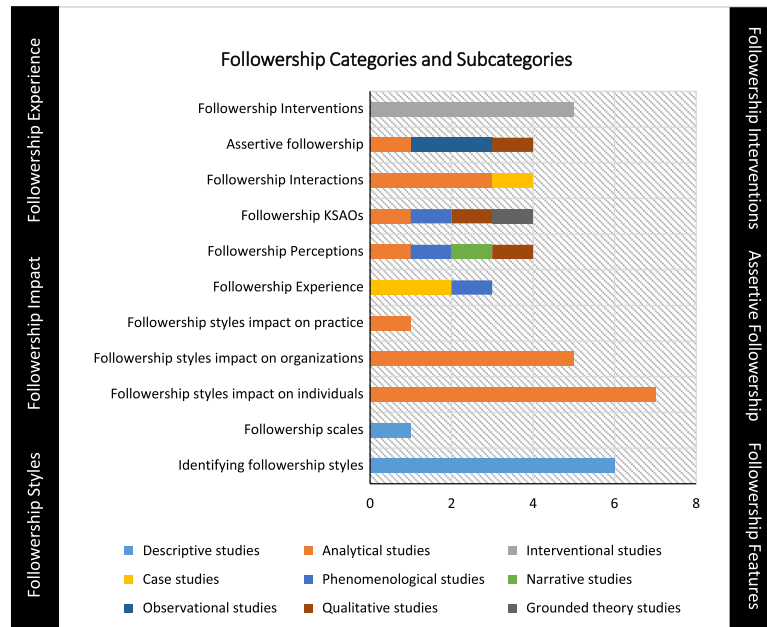 Followership Categories and Subcategories
Followership Experience
Followership Impact
Followership Styles
Followership Interventions
Assertive followership
Followership Interactions
Followership KSAOs
Followership Perceptions
Followership Experience
Followership styles impact on practice
Followership styles impact on organizations
Followership styles impact on individuals
Followership scales
Identifying followership styles
0 2 4 6 8
Descriptive studies Analytical studies Interventional studies
Case studies Phenomenological studies Narrative studies
Observational studies Qualitative studies Grounded theory studies
Followership Interventions
Assertive Followership
Followership Features